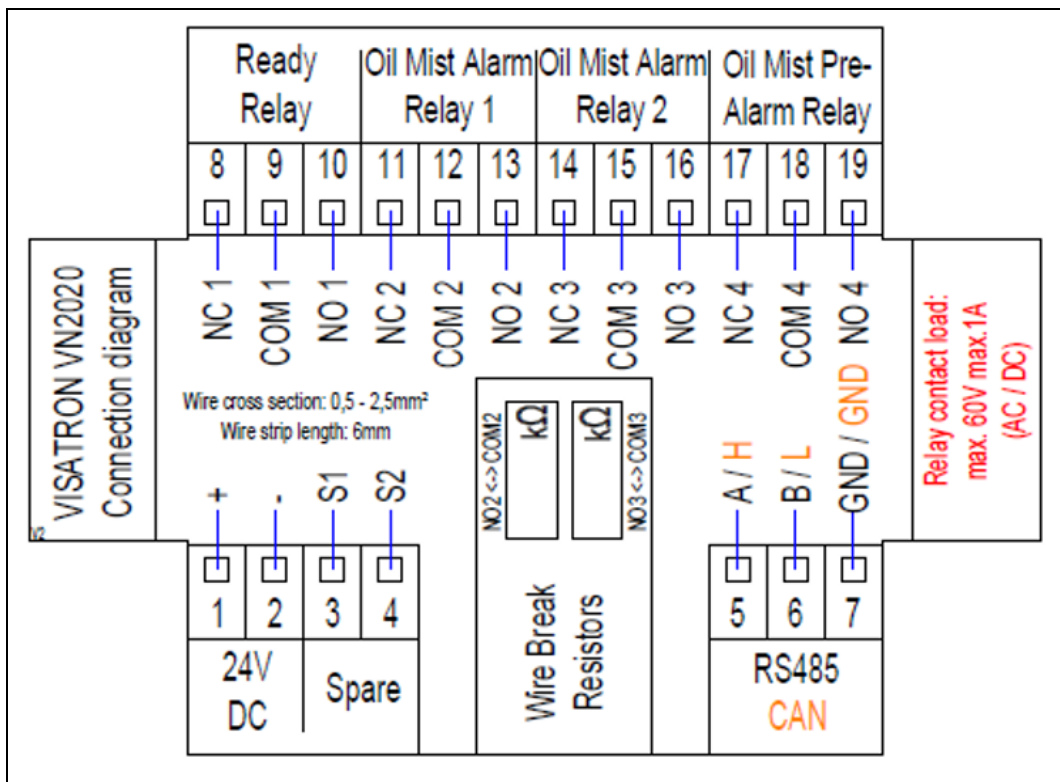 Ready
Relay
Oil Mist Alarm
Relay 1
Oil Mist Alarm
Relay 2
Oil Mist Pre-
Alarm Relay
8 9 10 11 12 13 14 15 16 17 18 19
NC 1
COM 1
NO 1
NC 2
COM 2
NO 2
NC 3
COM 3
NO 3
NC 4
COM 4
NO 4
VISATRON VN2020
Connection diagram
V2
Wire cross section: 0,5 - 2,5mm²
Wire strip length: 6mm
+
-
S1
S2
NO2 <-> COM2
kΩ
kΩ
NO3 <-> COM3
Wire Break
Resistors
A / H
B / L
GND / GND
Relay contact load:
max. 60V max.1A
(AC / DC)
1 2 3 4
5 6 7
24V
DC
Spare
RS485
CAN